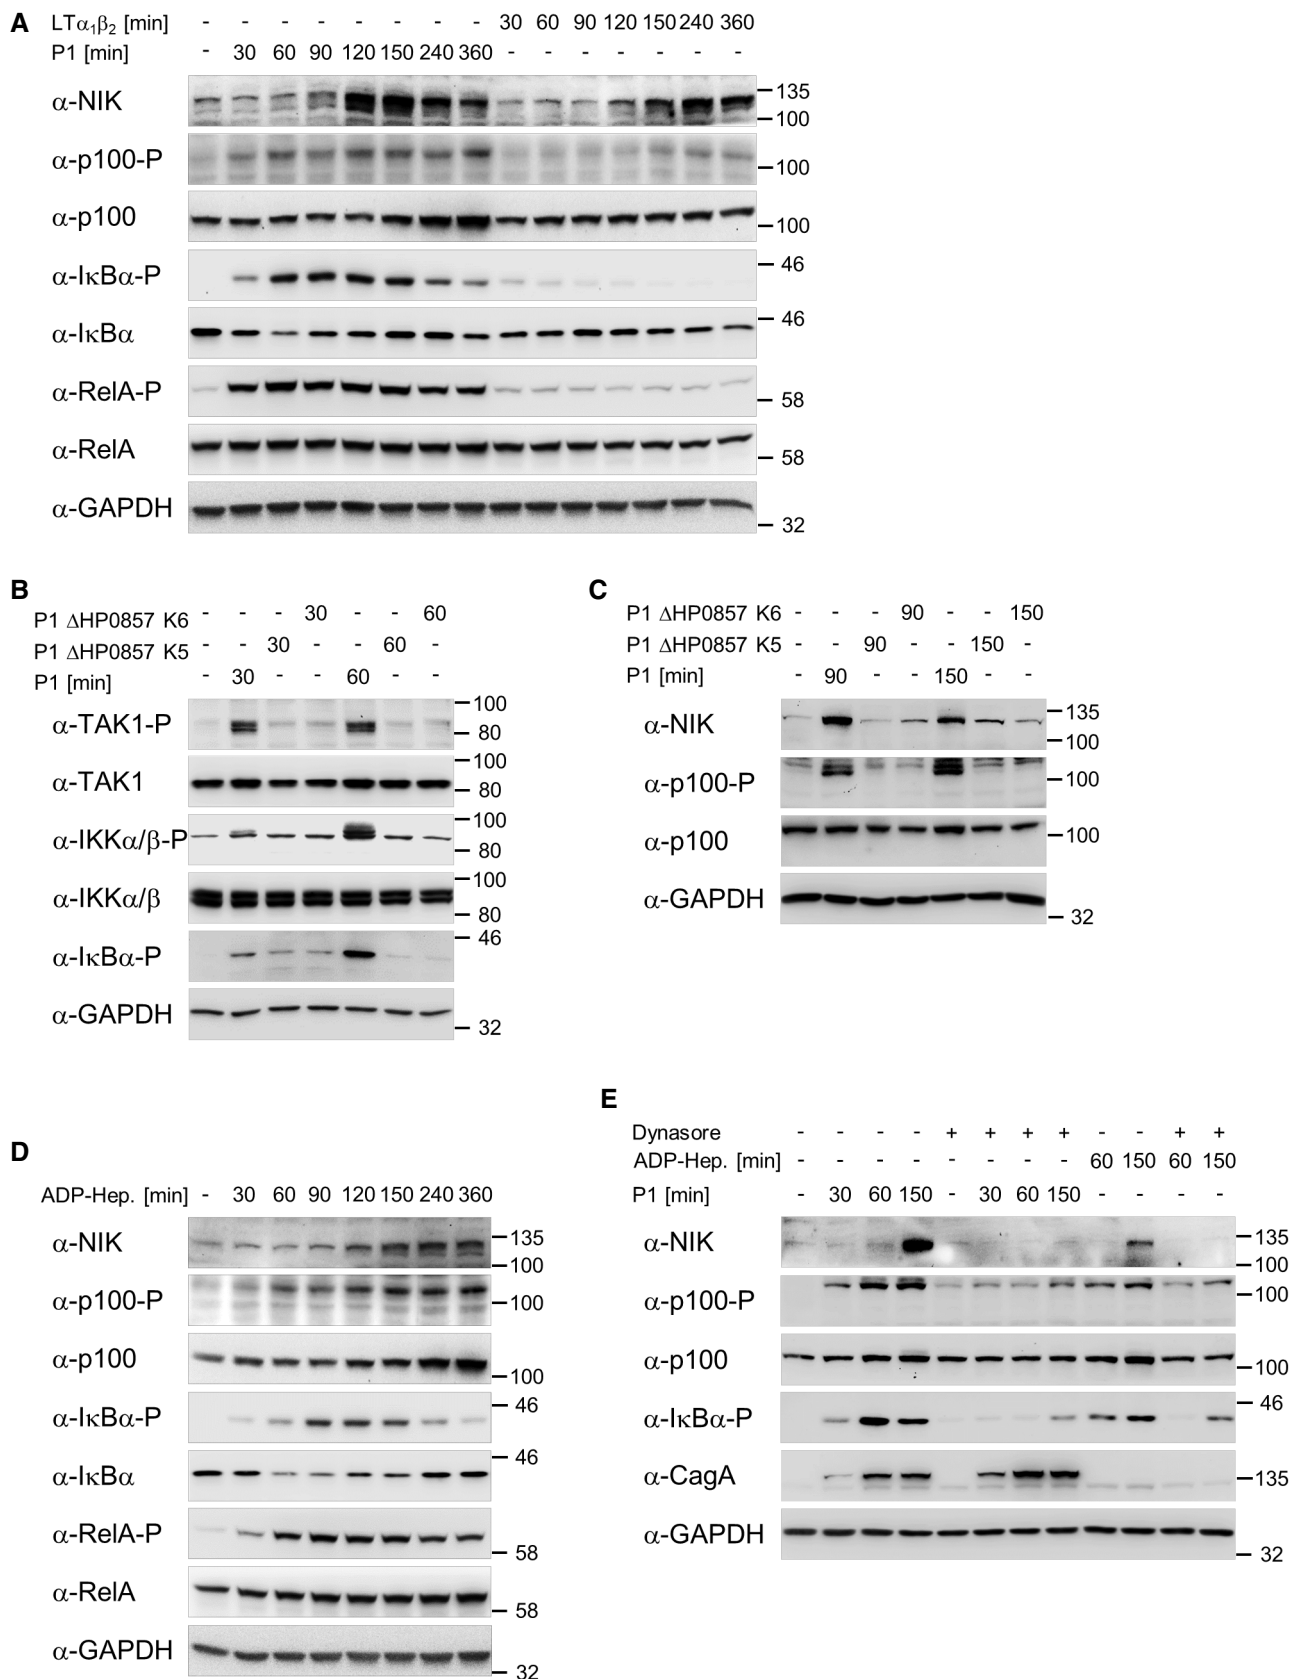 A
LTα₁β₂ [min] - - - - - - - - 30 60 90 120 150 240 360
P1 [min] - 30 60 90 120 150 240 360 - - - - - - -
α-NIK 135 100
α-p100-P 100
α-p100 100
α-IκBα-P 46
α-IκBα 46
α-RelA-P 58
α-RelA 58
α-GAPDH 32
B
P1 ΔHP0857 K6 - - - 30 - - 60
P1 ΔHP0857 K5 - - 30 - - 60 -
P1 [min] - 30 - - 60 - -
α-TAK1-P 100 80
α-TAK1 100 80
α-IKKα/β-P 100 80
α-IKKα/β 100 80
α-IκBα-P 46
α-GAPDH 32
C
P1 ΔHP0857 K6 - - - 90 - - 150
P1 ΔHP0857 K5 - - 90 - - 150 -
P1 [min] - 90 - - 150 - -
α-NIK 135 100
α-p100-P 100
α-p100 100
α-GAPDH 32
D
ADP-Hep. [min] - 30 60 90 120 150 240 360
α-NIK 135 100
α-p100-P 100
α-p100 100
α-IκBα-P 46
α-IκBα 46
α-RelA-P 58
α-RelA 58
α-GAPDH 32
E
Dynasore - - - - + + + + - - + +
ADP-Hep. [min] - - - - - - - - 60 150 60 150
P1 [min] - 30 60 150 - 30 60 150 - - - -
α-NIK 135 100
α-p100-P 100
α-p100 100
α-IκBα-P 46
α-CagA 135
α-GAPDH 32